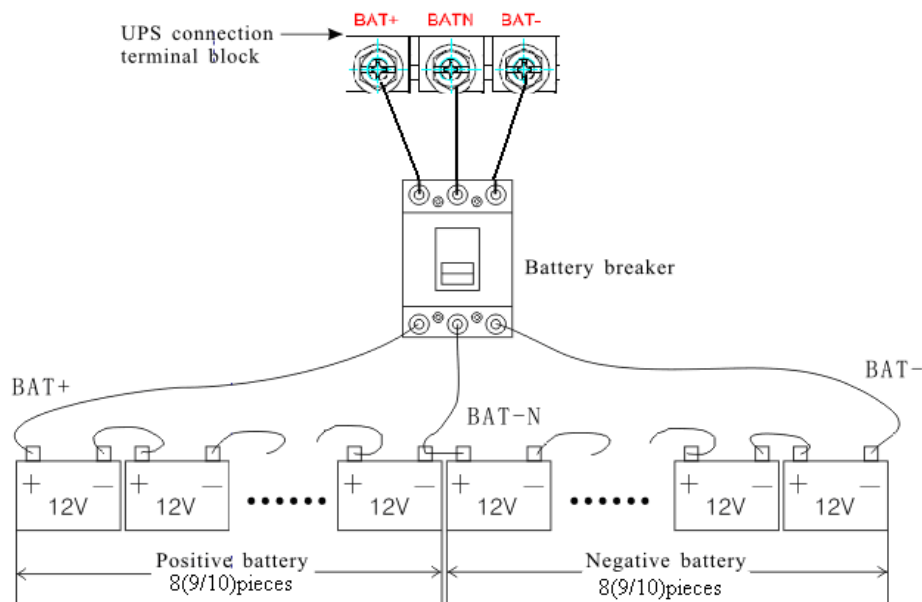 BAT+ BATN BAT-
UPS connection
terminal block
Battery breaker
BAT+
BAT-
BAT-N
+ − + − + − + − + − + −
12V 12V 12V 12V 12V 12V
Positive battery
8(9/10)pieces
Negative battery
8(9/10)pieces